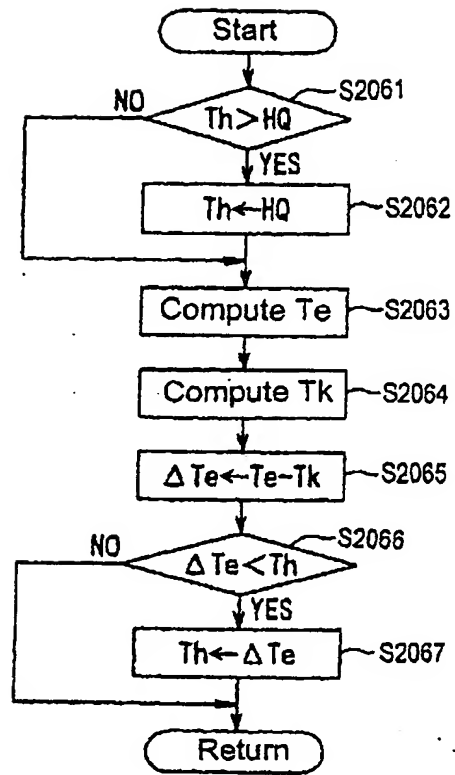 Start
Th>HQ
S2061
NO
YES
Th←HQ
S2062
Compute Te
S2063
Compute Tk
S2064
ΔTe←Te-Tk
S2065
ΔTe<Th
S2066
NO
YES
Th←ΔTe
S2067
Return